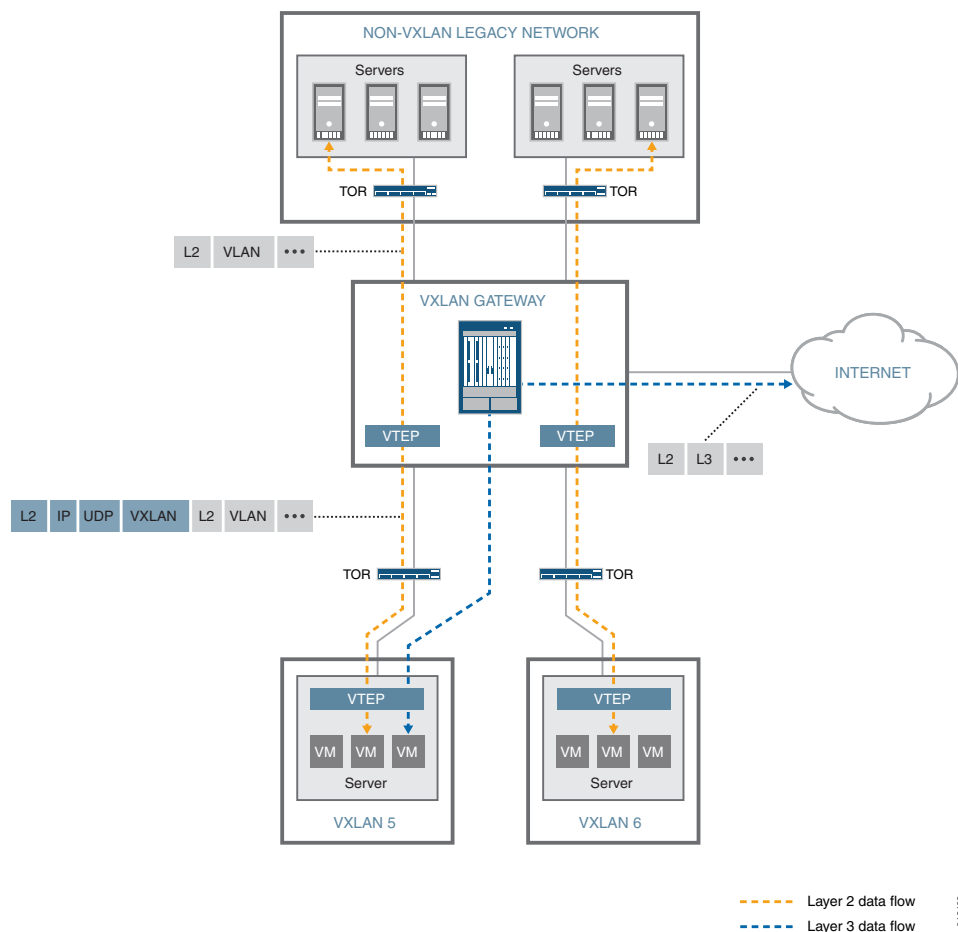 NON-VXLAN LEGACY NETWORK
Servers
Servers
TOR
TOR
L2 VLAN •••
VXLAN GATEWAY
INTERNET
VTEP
VTEP
L2 L3 •••
L2 IP UDP VXLAN L2 VLAN •••
TOR
TOR
VTEP
VTEP
VM VM VM
VM VM VM
Server
Server
VXLAN 5
VXLAN 6
Layer 2 data flow
Layer 3 data flow